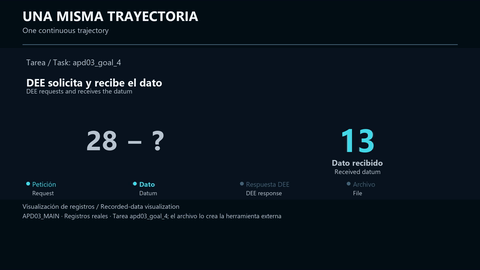 UNA MISMA TRAYECTORIA
One continuous trajectory
Tarea / Task: apd03_goal_4
DEE solicita y recibe el dato
DEE requests and receives the datum
28 – ?
13
Dato recibido
Received datum
Petición
Request
Dato
Datum
Respuesta DEE
DEE response
Archivo
File
Visualización de registros / Recorded-data visualization
APD03_MAIN · Registros reales · Tarea apd03_goal_4; el archivo lo crea la herramienta externa